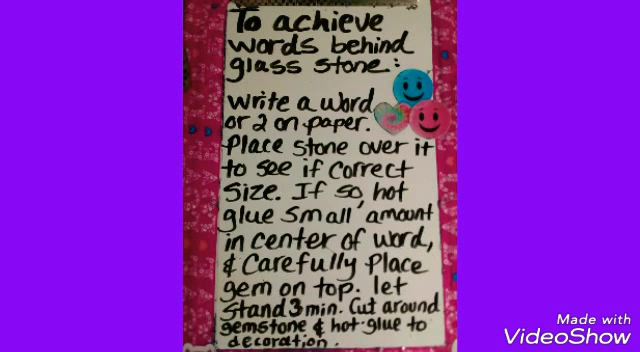 To achieve
words behind
glass stone:
Write a word
or 2 on paper.
Place stone over it
to see if correct
Size. If so, hot
glue small amount
in center of word,
& Carefully Place
gem on top. let
Stand 3 min. Cut around
gemstone & hot glue to
decoration.
Made with
VideoShow